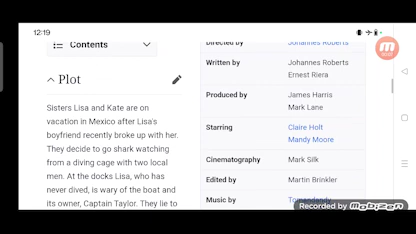 12:19
Contents
Plot
Sisters Lisa and Kate are on
vacation in Mexico after Lisa's
boyfriend recently broke up with her.
They decide to go shark watching
from a diving cage with two local
men. At the docks Lisa, who has
never dived, is wary of the boat and
its owner, Captain Taylor. They lie to
Directed by Johannes Roberts
Written by Johannes Roberts
Ernest Riera
Produced by James Harris
Mark Lane
Starring Claire Holt
Mandy Moore
Cinematography Mark Silk
Edited by Martin Brinkler
Music by Tomandandy
Recorded by Mobizen